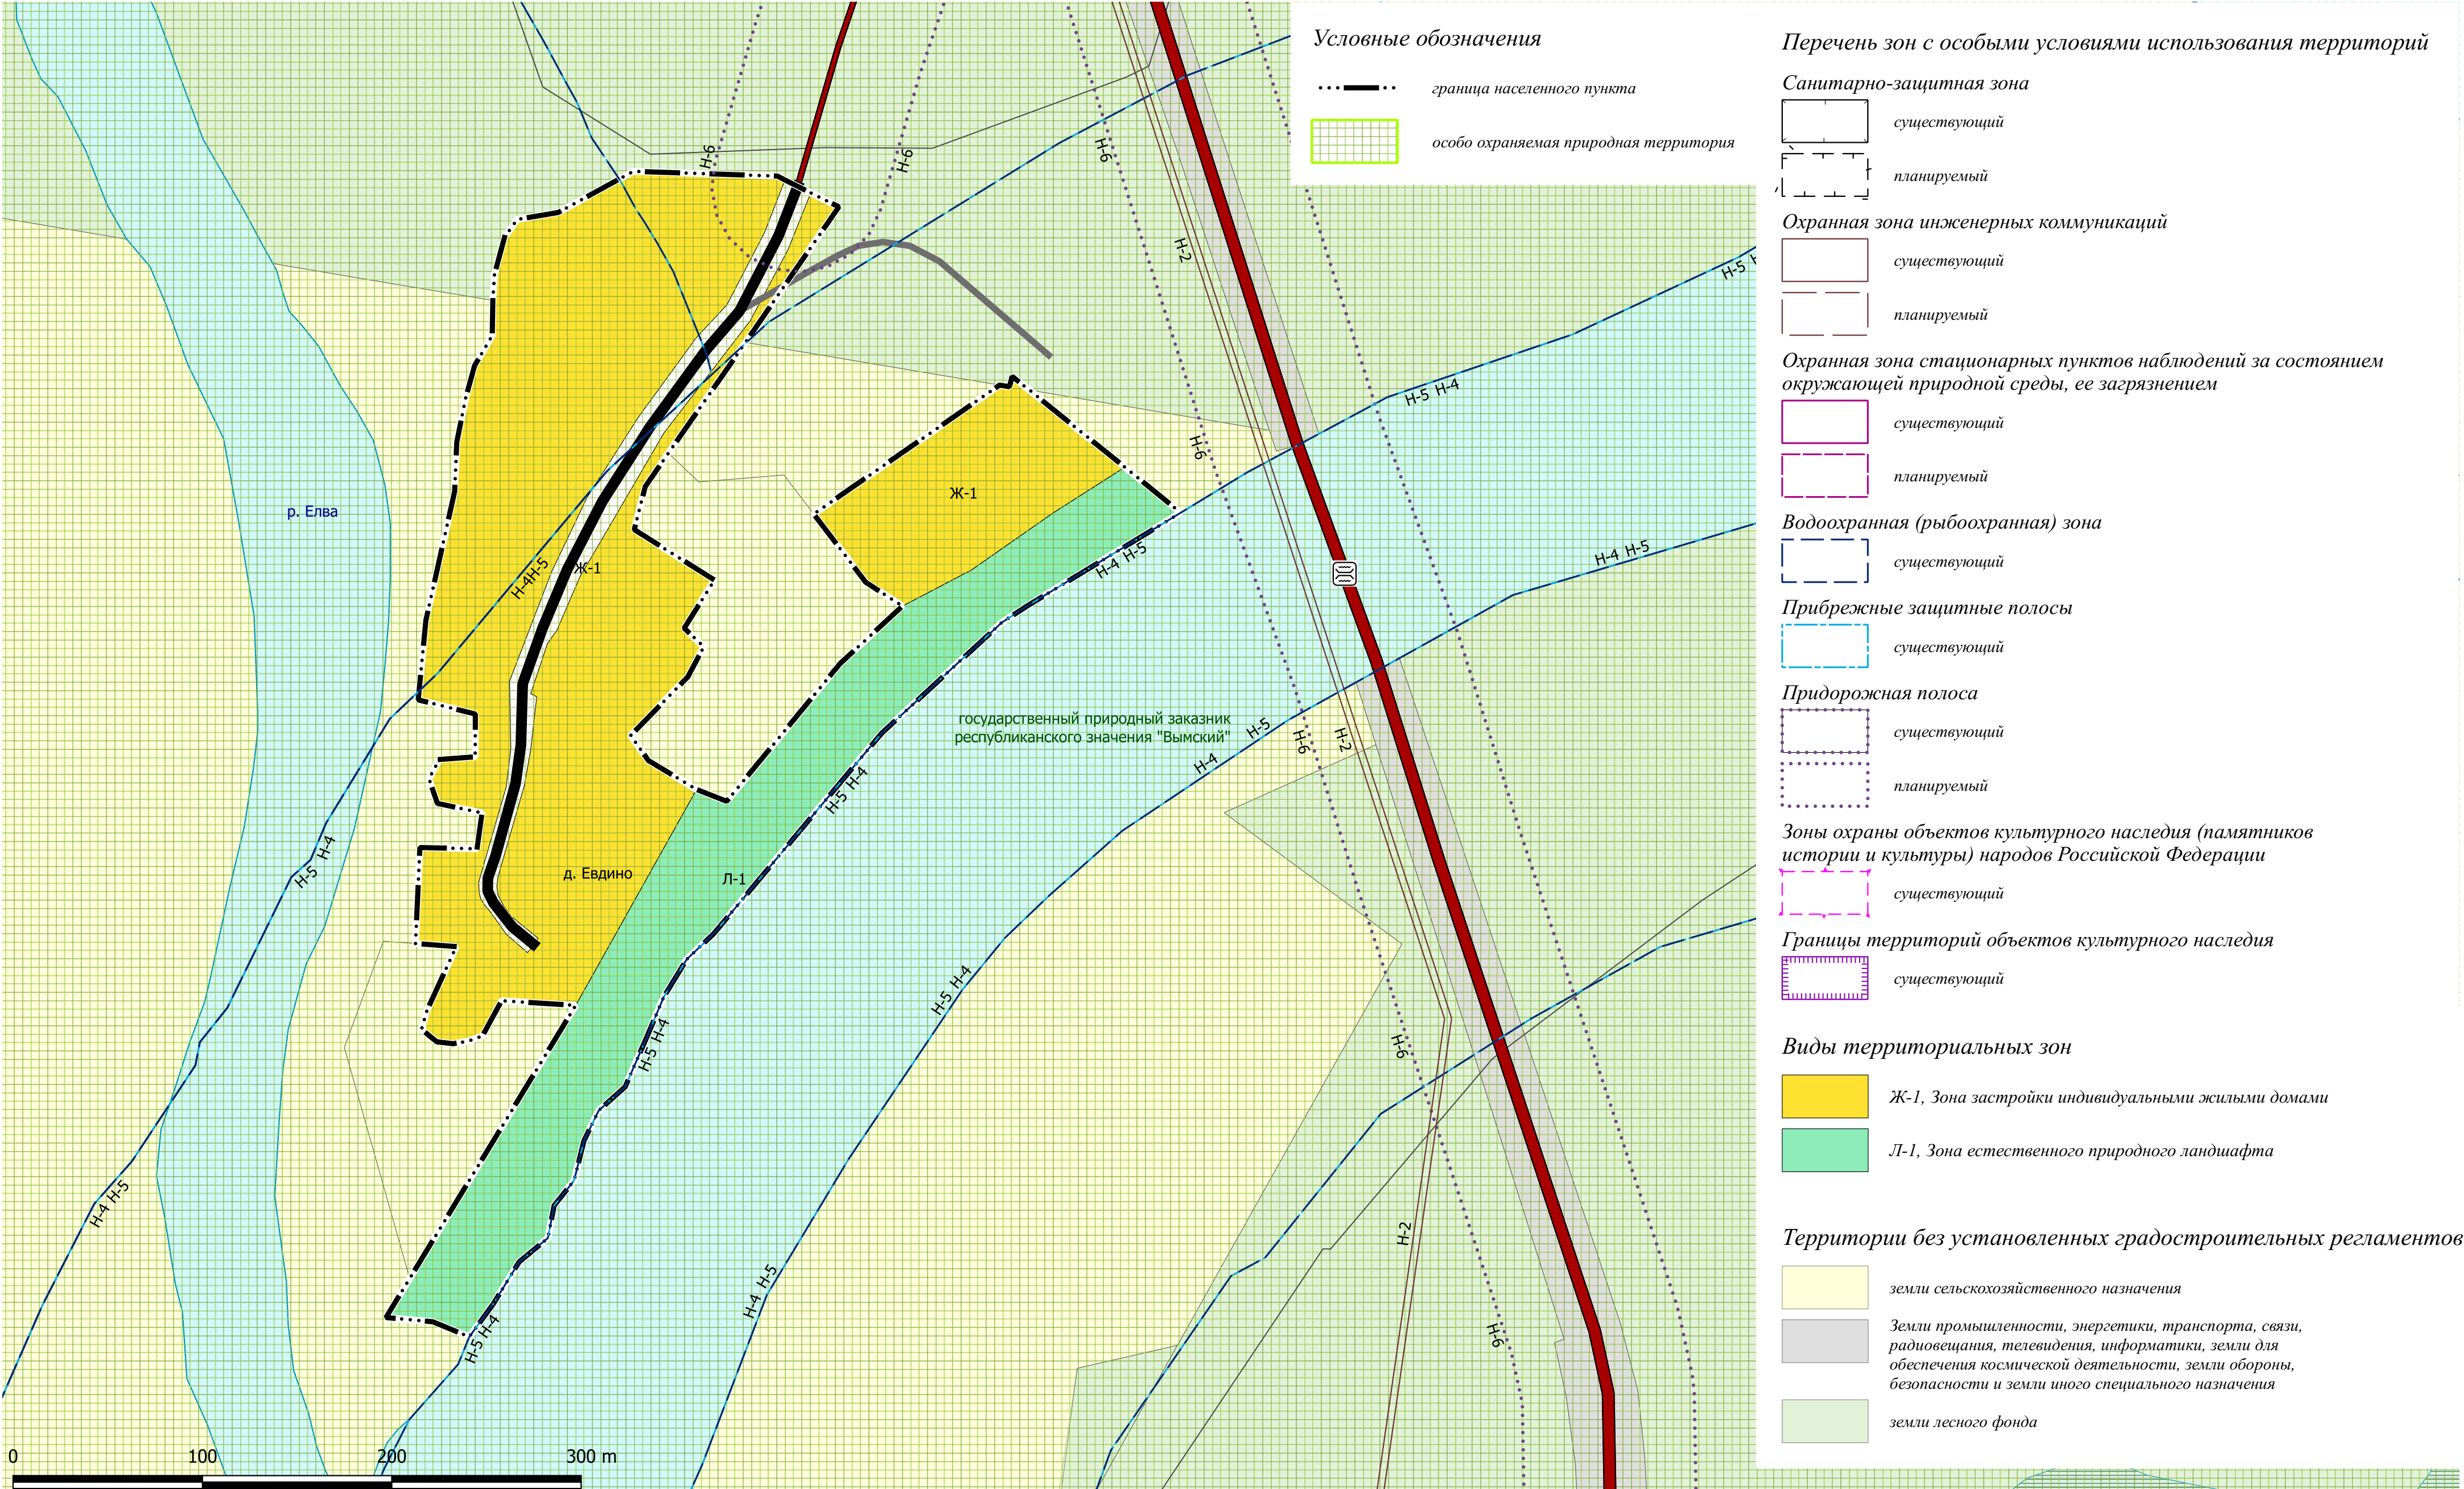 Условные обозначения
граница населенного пункта
особо охраняемая природная территория
Перечень зон с особыми условиями использования территорий
Санитарно-защитная зона
существующий
планируемый
Охранная зона инженерных коммуникаций
существующий
планируемый
Охранная зона стационарных пунктов наблюдений за состоянием
окружающей природной среды, ее загрязнением
существующий
планируемый
Водоохранная (рыбоохранная) зона
существующий
Прибрежные защитные полосы
существующий
Придорожная полоса
существующий
планируемый
Зоны охраны объектов культурного наследия (памятников
истории и культуры) народов Российской Федерации
существующий
Границы территорий объектов культурного наследия
существующий
Виды территориальных зон
Ж-1, Зона застройки индивидуальными жилыми домами
Л-1, Зона естественного природного ландшафта
Территории без установленных градостроительных регламентов
земли сельскохозяйственного назначения
Земли промышленности, энергетики, транспорта, связи,
радиовещания, телевидения, информатики, земли для
обеспечения космической деятельности, земли обороны,
безопасности и земли иного специального назначения
земли лесного фонда
Н-6
Н-6
Н-6
Н-2
Н-5
Н-5 Н-4
Н-6
Ж-1
р. Елва
Н-4 Н-5
Ж-1
Н-4 Н-5
Н-4 Н-5
государственный природный заказник
республиканского значения "Вымский"
Н-5
Н-4
Н-6
Н-2
Н-5 Н-4
Н-5 Н-4
д. Евдино
Л-1
Н-5 Н-4
Н-5 Н-4
Н-6
Н-4 Н-5
Н-2
Н-4 Н-5
Н-5 Н-4
Н-6
0 100 200 300 m